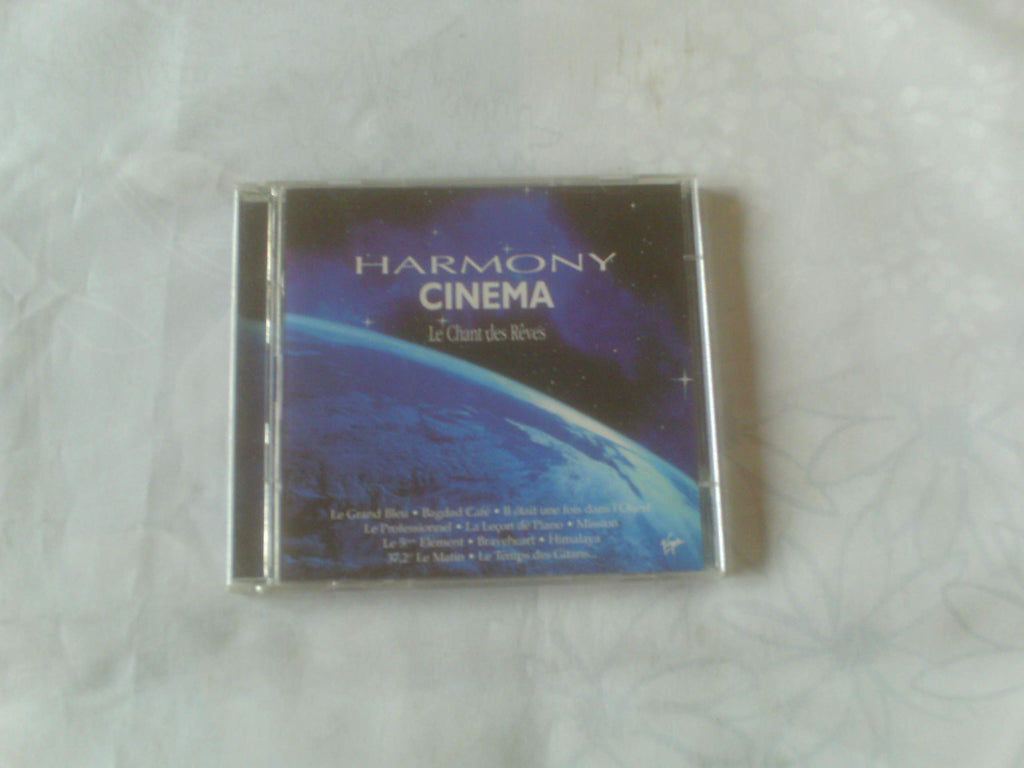 HARMONY
CINEMA
Le Chant des Rêves
Le Grand Bleu • Bagdad Café • Il était une fois dans l'Ouest
Le Professionnel • La Leçon de Piano • Mission
Le 5ème Element • Braveheart • Himalaya
37,2° Le Matin • Le Temps des Gitans...
Virgin